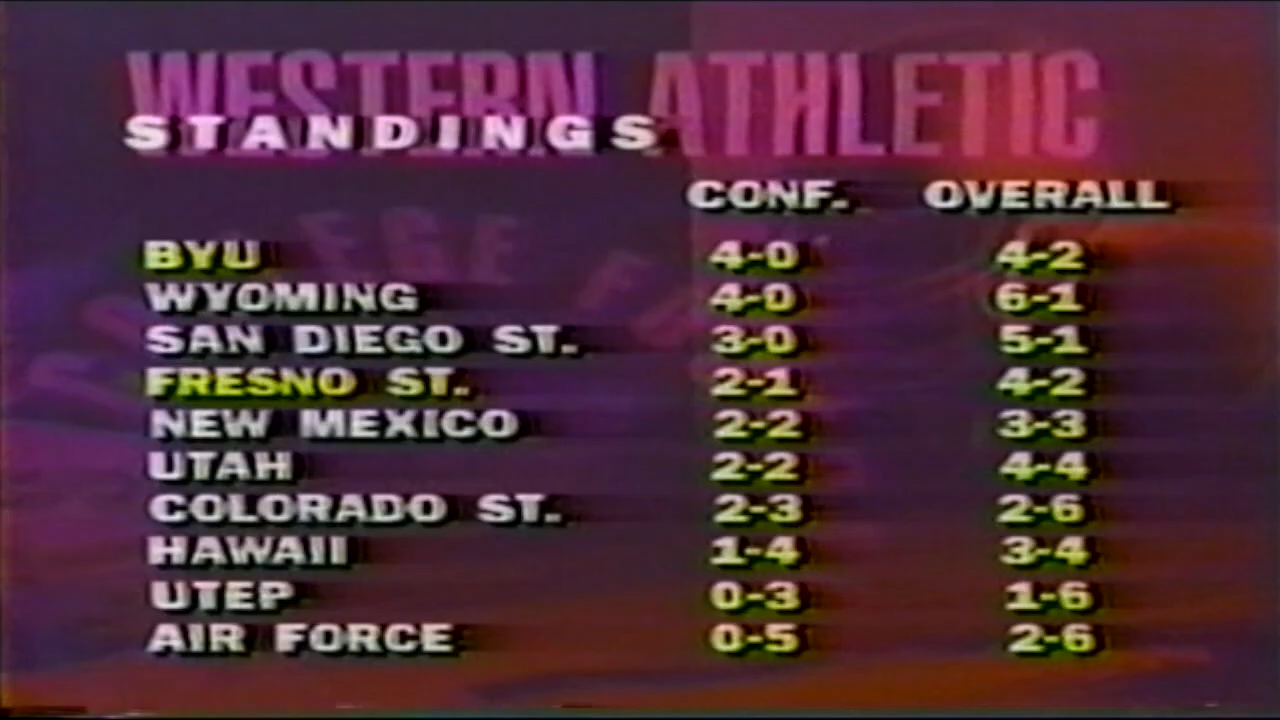 WESTERN ATHLETIC
STANDINGS
CONF. OVERALL
BYU 4-0 4-2
WYOMING 4-0 6-1
SAN DIEGO ST. 3-0 5-1
FRESNO ST. 2-1 4-2
NEW MEXICO 2-2 3-3
UTAH 2-2 4-4
COLORADO ST. 2-3 2-6
HAWAII 1-4 3-4
UTEP 0-3 1-6
AIR FORCE 0-5 2-6